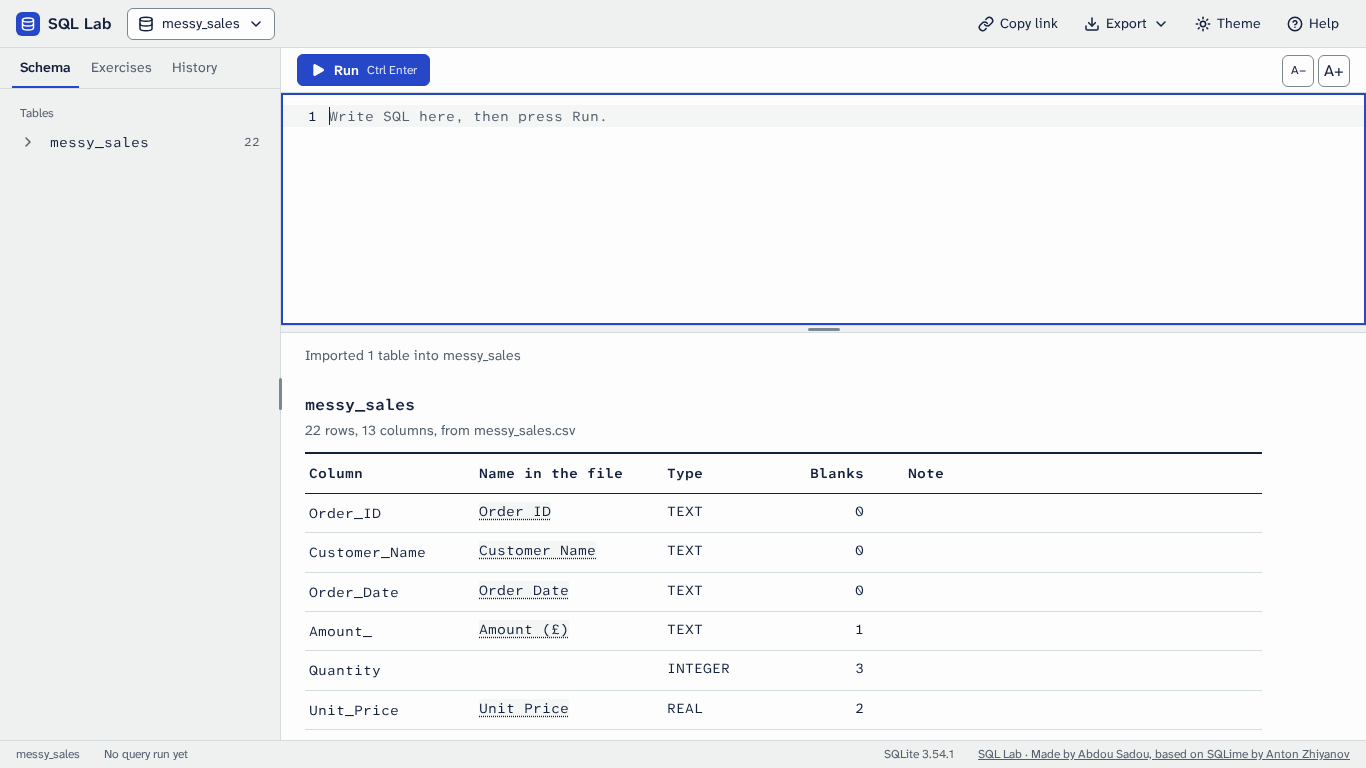 SQL Lab
messy_sales
Copy link
Export
Theme
Help
Schema
Exercises
History
Run Ctrl Enter
A−
A+
Tables
messy_sales 22
1 Write SQL here, then press Run.
Imported 1 table into messy_sales
messy_sales
22 rows, 13 columns, from messy_sales.csv
Column Name in the file Type Blanks Note
Order_ID Order ID TEXT 0
Customer_Name Customer Name TEXT 0
Order_Date Order Date TEXT 0
Amount_ Amount (£) TEXT 1
Quantity INTEGER 3
Unit_Price Unit Price REAL 2
messy_sales
No query run yet
SQLite 3.54.1
SQL Lab · Made by Abdou Sadou, based on SQLime by Anton Zhiyanov